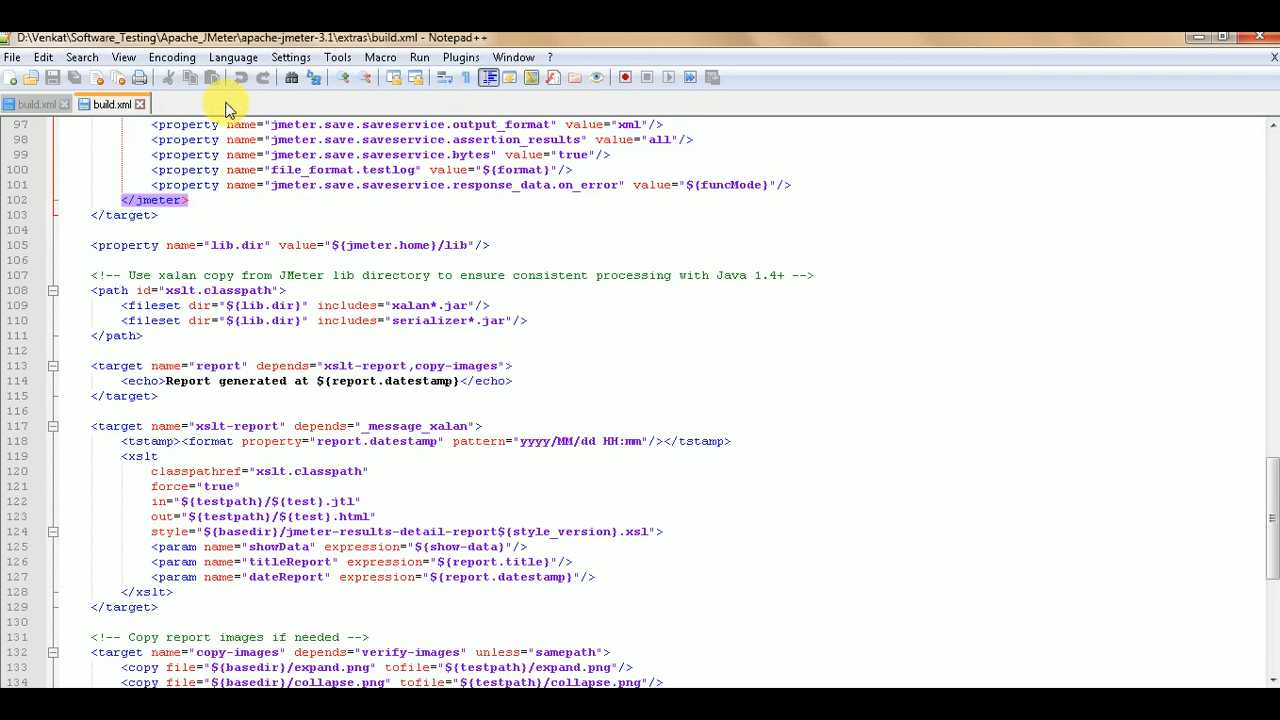 D:\Venkat\Software_Testing\Apache_JMeter\apache-jmeter-3.1\extras\build.xml - Notepad++
File Edit Search View Encoding Language Settings Tools Macro Run Plugins Window ?
build.xml build.xml
97 <property name="jmeter.save.saveservice.output_format" value="xml"/>
98 <property name="jmeter.save.saveservice.assertion_results" value="all"/>
99 <property name="jmeter.save.saveservice.bytes" value="true"/>
100 <property name="file_format.testlog" value="${format}"/>
101 <property name="jmeter.save.saveservice.response_data.on_error" value="${funcMode}"/>
102 </jmeter>
103 </target>
104
105 <property name="lib.dir" value="${jmeter.home}/lib"/>
106
107 <!-- Use xalan copy from JMeter lib directory to ensure consistent processing with Java 1.4+ -->
108 <path id="xslt.classpath">
109 <fileset dir="${lib.dir}" includes="xalan*.jar"/>
110 <fileset dir="${lib.dir}" includes="serializer*.jar"/>
111 </path>
112
113 <target name="report" depends="xslt-report,copy-images">
114 <echo>Report generated at ${report.datestamp}</echo>
115 </target>
116
117 <target name="xslt-report" depends="_message_xalan">
118 <tstamp><format property="report.datestamp" pattern="yyyy/MM/dd HH:mm"/></tstamp>
119 <xslt
120 classpathref="xslt.classpath"
121 force="true"
122 in="${testpath}/${test}.jtl"
123 out="${testpath}/${test}.html"
124 style="${basedir}/jmeter-results-detail-report${style_version}.xsl">
125 <param name="showData" expression="${show-data}"/>
126 <param name="titleReport" expression="${report.title}"/>
127 <param name="dateReport" expression="${report.datestamp}"/>
128 </xslt>
129 </target>
130
131 <!-- Copy report images if needed -->
132 <target name="copy-images" depends="verify-images" unless="samepath">
133 <copy file="${basedir}/expand.png" tofile="${testpath}/expand.png"/>
134 <copy file="${basedir}/collapse.png" tofile="${testpath}/collapse.png"/>